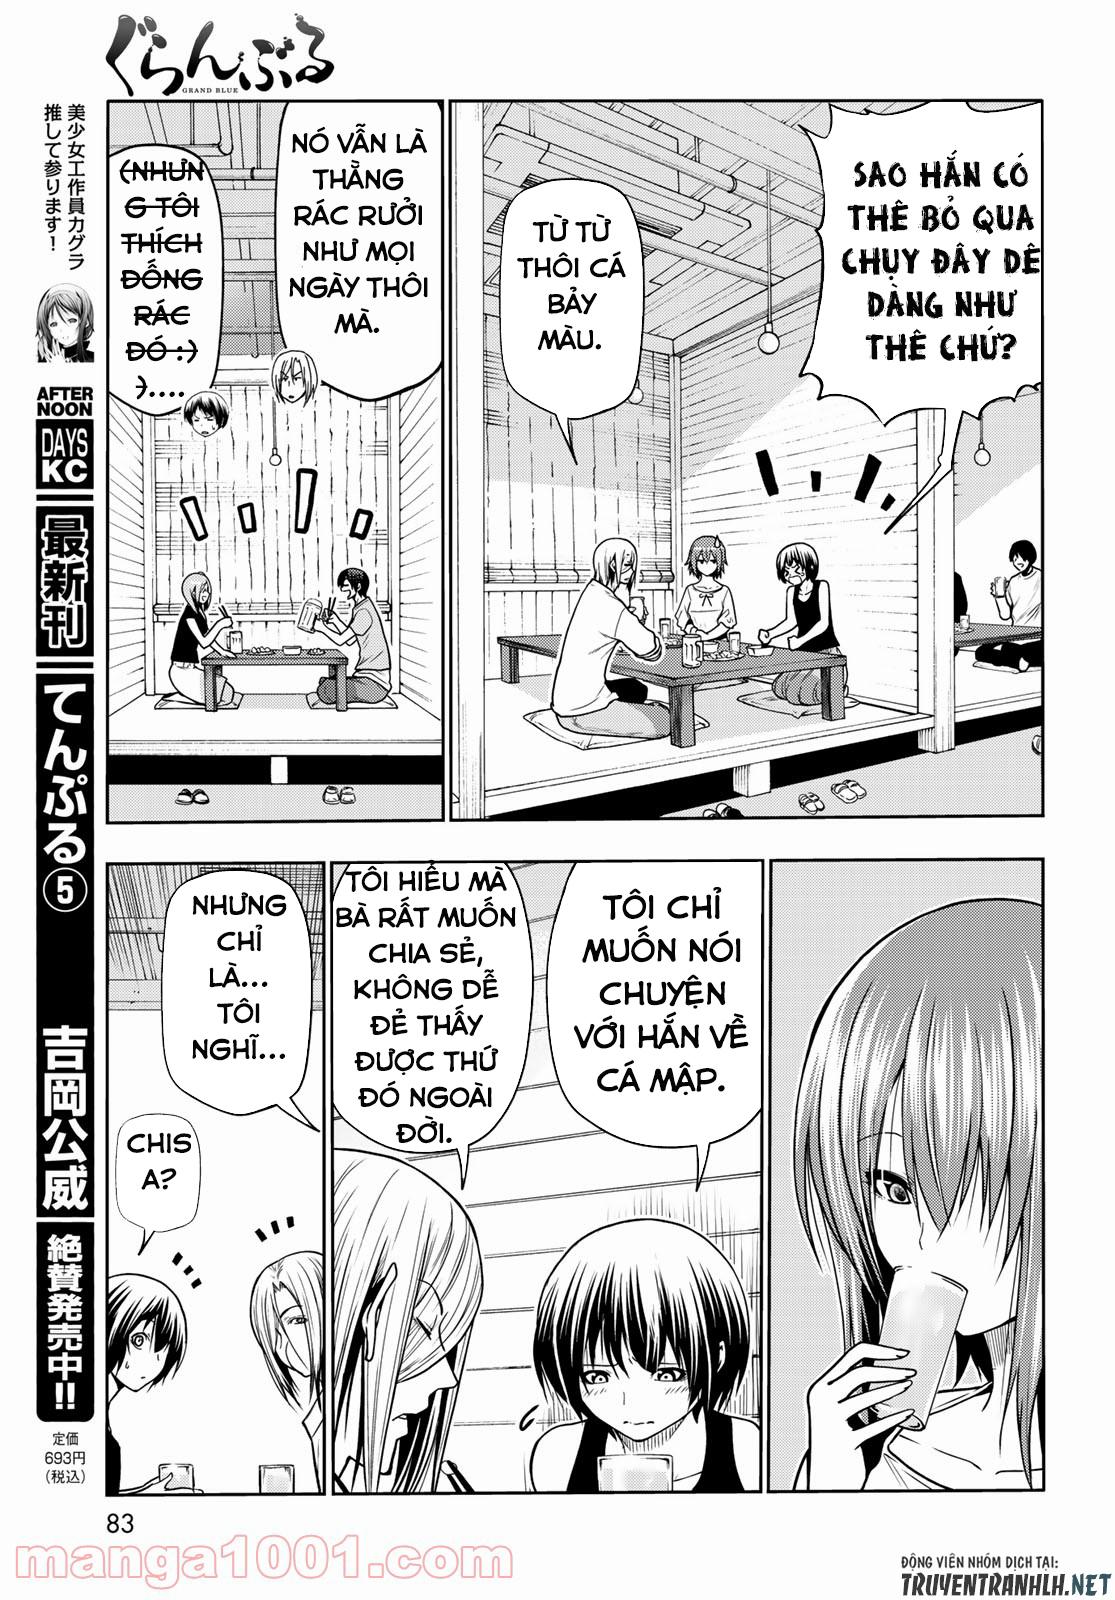 ぐらんぶる
GRAND BLUE
美少女工作員カグラ
推して参ります！
AFTER
NOON
DAYS
KC
最新刊
てんぷる⑤
吉岡公威
絶賛発売中!!
定価
693円
(税込)
SAO HẮN CÓ
THỂ BỎ QUA
CHỤY ĐÂY DỄ
DÀNG NHƯ
THẾ CHỨ?
TỪ TỪ
THÔI CÁ
BẢY
MÀU.
NÓ VẪN LÀ
THẰNG
RÁC RƯỞI
NHƯ MỌI
NGÀY THÔI
MÀ.
(NHƯN
G TÔI
THÍCH
ĐỐNG
RÁC
ĐÓ :)
)....
TÔI CHỈ
MUỐN NÓI
CHUYỆN
VỚI HẮN VỀ
CÁ MẬP.
TÔI HIỂU MÀ
BÀ RẤT MUỐN
CHIA SẺ,
KHÔNG DỄ
ĐẺ THẤY
ĐƯỢC THỨ
ĐÓ NGOÀI
ĐỜI.
NHƯNG
CHỈ
LÀ...
TÔI
NGHĨ...
CHIS
A?
83
manga1001.com
ĐỘNG VIÊN NHÓM DỊCH TẠI:
TRUYENTRANHLH.NET